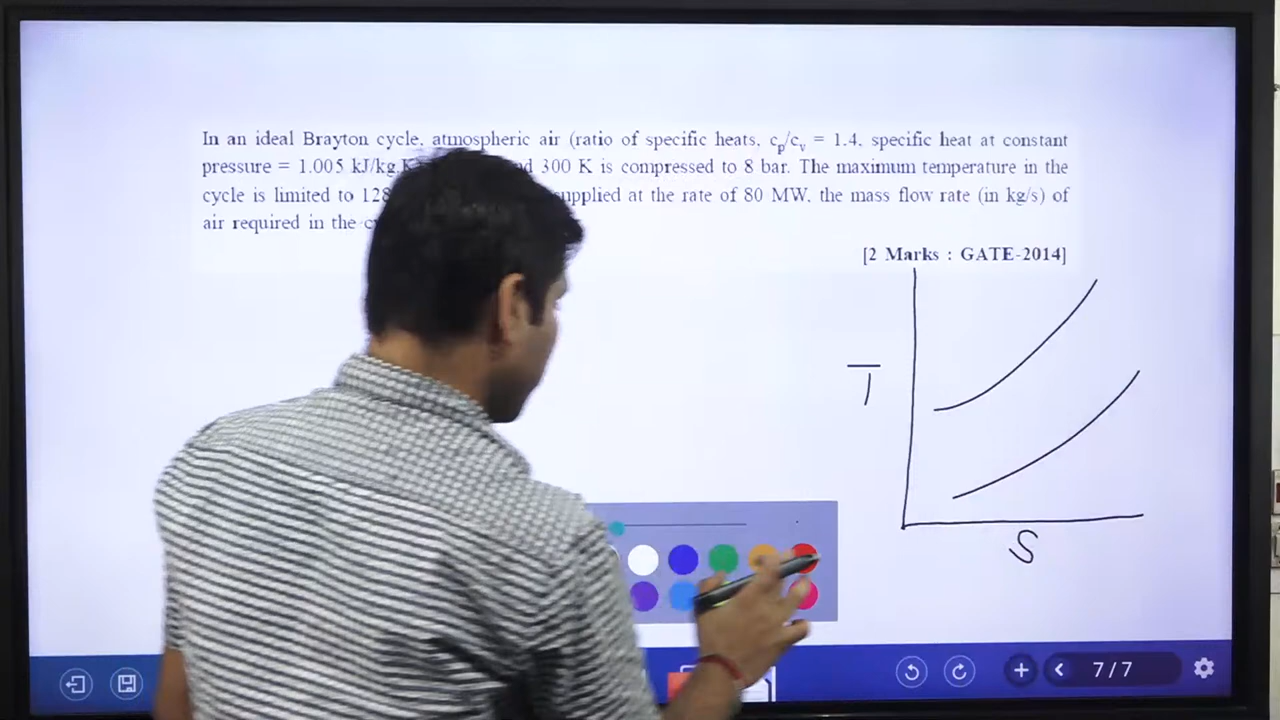 In an ideal Brayton cycle, atmospheric air (ratio of specific heats, cp/cv = 1.4, specific heat at constant
pressure = 1.005 kJ/kg.K 300 K is compressed to 8 bar. The maximum temperature in the
cycle is limited to 128 supplied at the rate of 80 MW, the mass flow rate (in kg/s) of
air required in the
[2 Marks : GATE-2014]
T
S
7/7